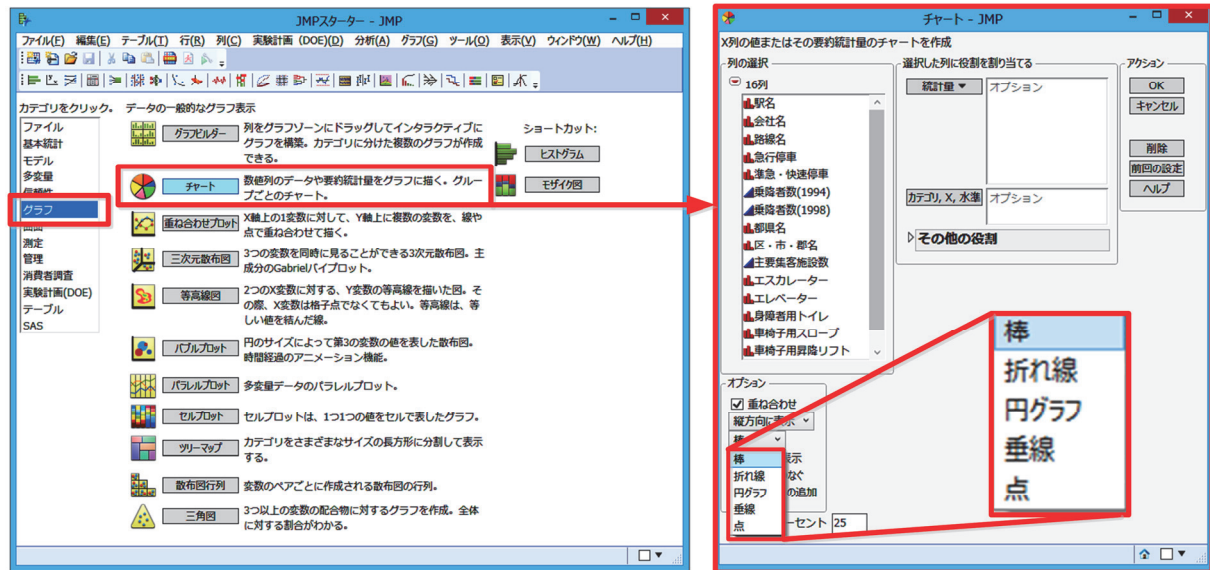 JMPスターター - JMP
ファイル(F) 編集(E) テーブル(T) 行(R) 列(C) 実験計画 (DOE)(D) 分析(A) グラフ(G) ツール(O) 表示(V) ウィンドウ(W) ヘルプ(H)
カテゴリをクリック。
ファイル
基本統計
モデル
多変量
信頼性
グラフ
測定
管理
消費者調査
実験計画(DOE)
テーブル
SAS
データの一般的なグラフ表示
グラフビルダー
列をグラフゾーンにドラッグしてインタラクティブに
グラフを構築。カテゴリに分けた複数のグラフが作成
できる。
チャート
数値列のデータや要約統計量をグラフに描く。グルー
プごとのチャート。
重ね合わせプロット
X軸上の1変数に対して、Y軸上に複数の変数を、線や
点で重ね合わせて描く。
三次元散布図
3つの変数を同時に見ることができる3次元散布図。主
成分のGabrielバイプロット。
等高線図
2つのX変数に対する、Y変数の等高線を描いた図。そ
の際、X変数は格子点でなくてもよい。等高線は、等
しい値を結んだ線。
バブルプロット
円のサイズによって第3の変数の値を表した散布図。
時間経過のアニメーション機能。
パラレルプロット
多変量データのパラレルプロット。
セルプロット
セルプロットは、1つ1つの値をセルで表したグラフ。
ツリーマップ
カテゴリをさまざまなサイズの長方形に分割して表示
する。
散布図行列
変数のペアごとに作成される散布図の行列。
三角図
3つ以上の変数の配合物に対するグラフを作成。全体
に対する割合がわかる。
ショートカット:
ヒストグラム
モザイク図
チャート - JMP
X列の値またはその要約統計量のチャートを作成
列の選択
16列
駅名
会社名
路線名
急行停車
準急・快速停車
乗降者数(1994)
乗降者数(1998)
都県名
区・市・郡名
主要集客施設数
エスカレーター
エレベーター
身障者用トイレ
車椅子用スロープ
車椅子用昇降リフト
選択した列に役割を割り当てる
統計量
オプション
カテゴリ, X, 水準
オプション
その他の役割
アクション
OK
キャンセル
削除
前回の設定
ヘルプ
オプション
重ね合わせ
縦方向に表示
棒
棒
折れ線
円グラフ
垂線
点
表示
なぐ
の追加
ーセント 25
棒
折れ線
円グラフ
垂線
点